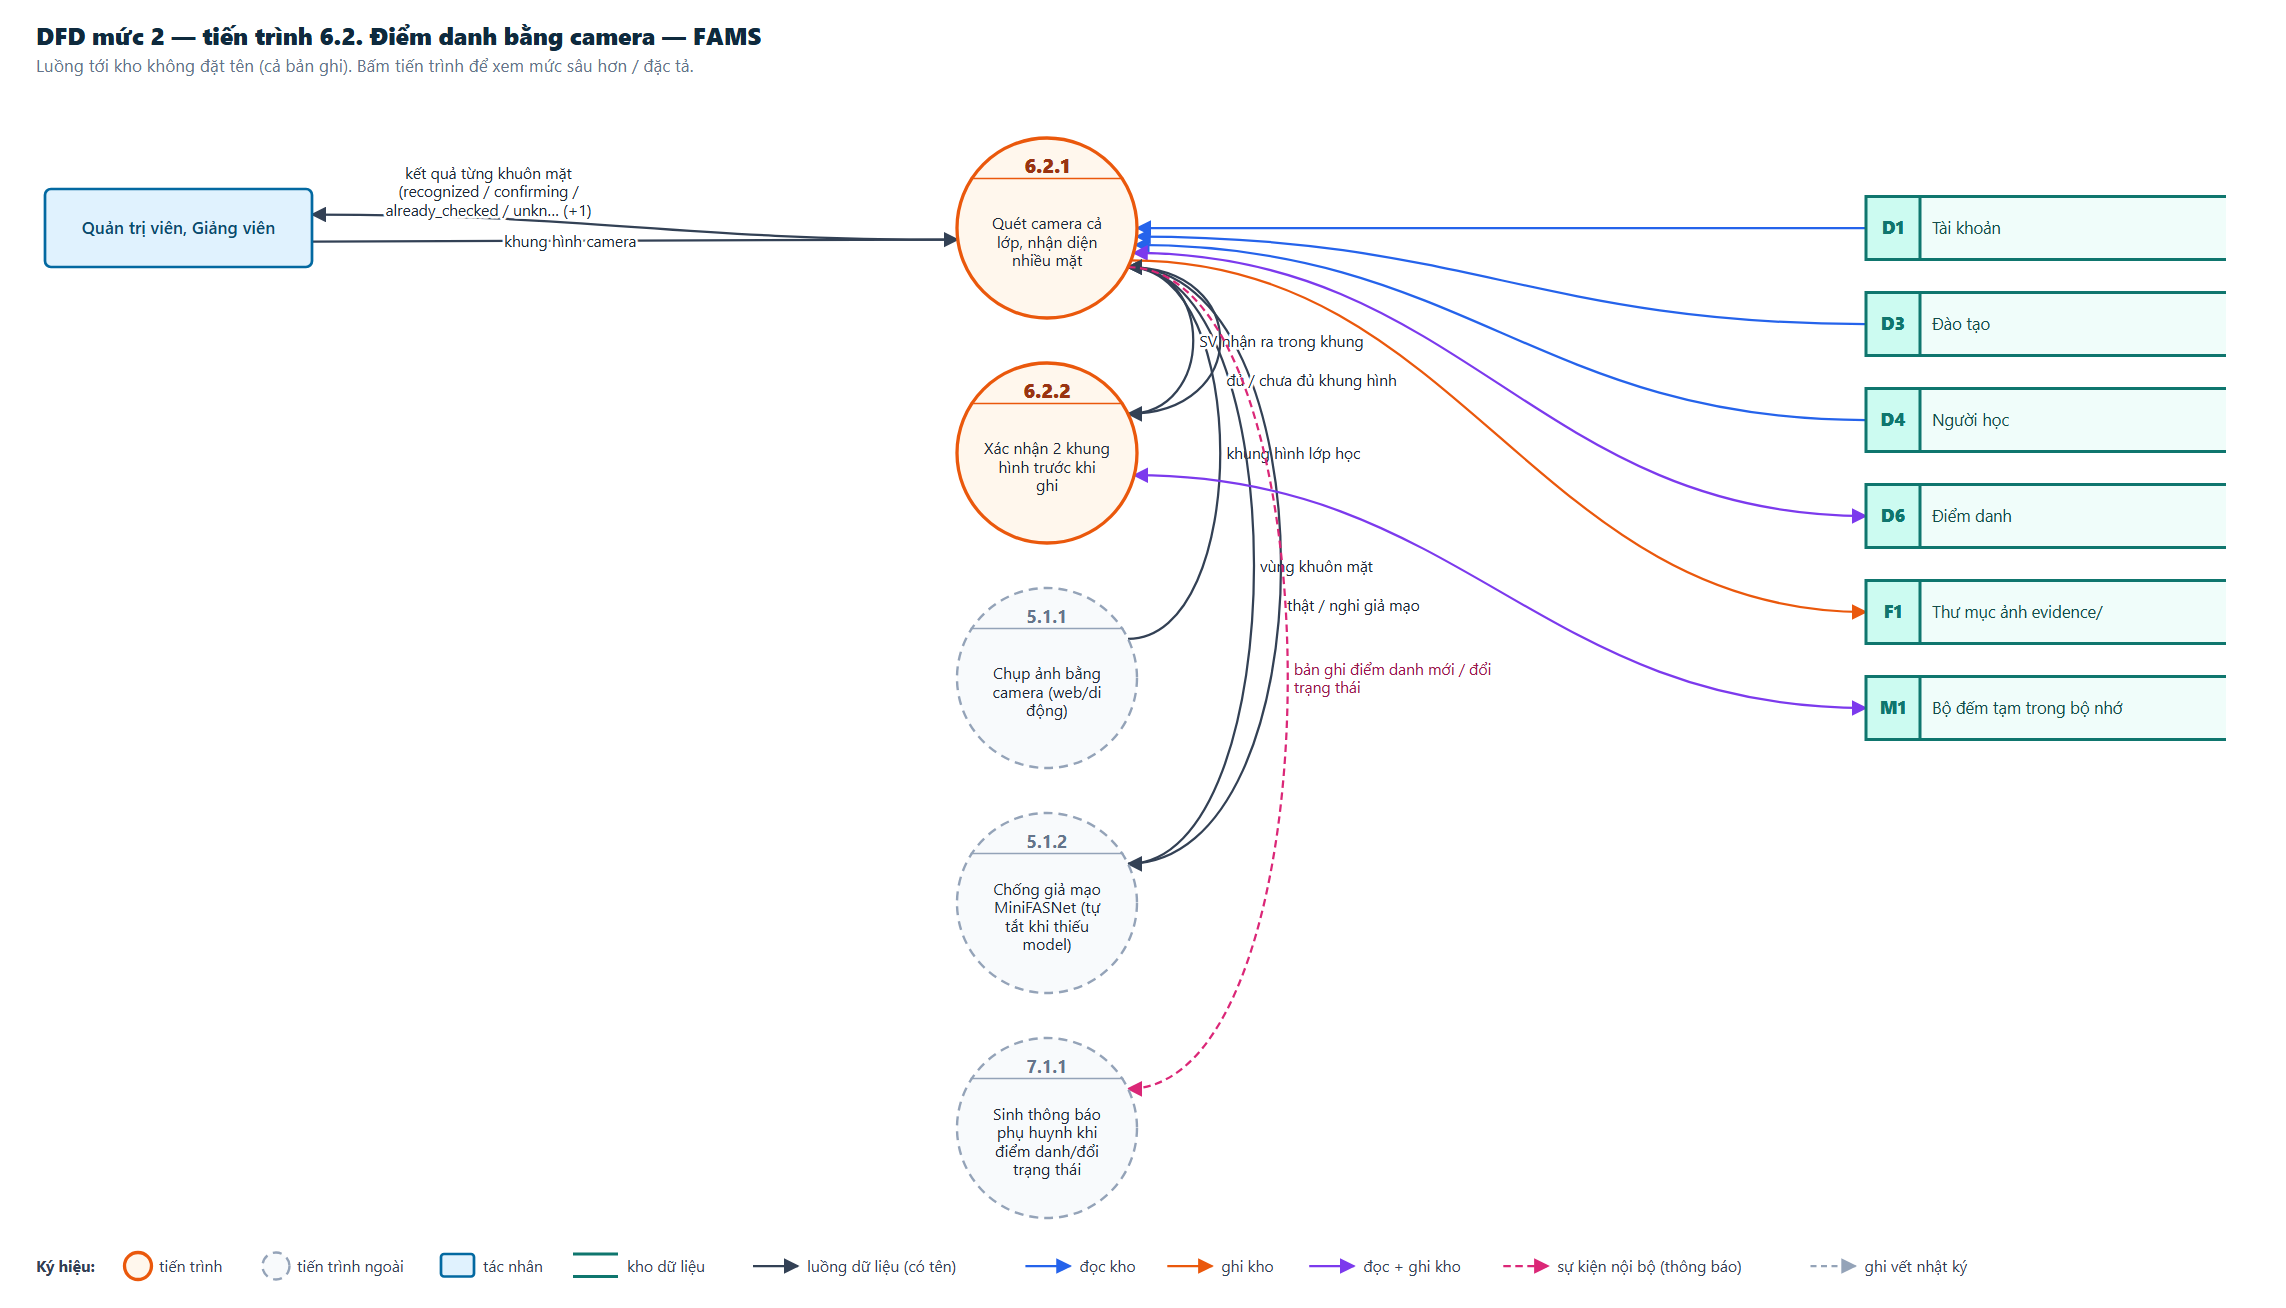 DFD mức 2 — tiến trình 6.2. Điểm danh bằng camera — FAMS
Luồng tới kho không đặt tên (cả bản ghi). Bấm tiến trình để xem mức sâu hơn / đặc tả.
kết quả từng khuôn mặt
(recognized / confirming /
already_checked / unkn... (+1)
khung hình camera
Quản trị viên, Giảng viên
6.2.1
Quét camera cả
lớp, nhận diện
nhiều mặt
D1
Tài khoản
D3
Đào tạo
SV nhận ra trong khung
đủ / chưa đủ khung hình
6.2.2
Xác nhận 2 khung
hình trước khi
ghi
D4
Người học
khung hình lớp học
D6
Điểm danh
vùng khuôn mặt
thật / nghi giả mạo
F1
Thư mục ảnh evidence/
5.1.1
Chụp ảnh bằng
camera (web/di
động)
bản ghi điểm danh mới / đổi
trạng thái
M1
Bộ đếm tạm trong bộ nhớ
5.1.2
Chống giả mạo
MiniFASNet (tự
tắt khi thiếu
model)
7.1.1
Sinh thông báo
phụ huynh khi
điểm danh/đổi
trạng thái
Ký hiệu:
tiến trình
tiến trình ngoài
tác nhân
kho dữ liệu
luồng dữ liệu (có tên)
đọc kho
ghi kho
đọc + ghi kho
sự kiện nội bộ (thông báo)
ghi vết nhật ký